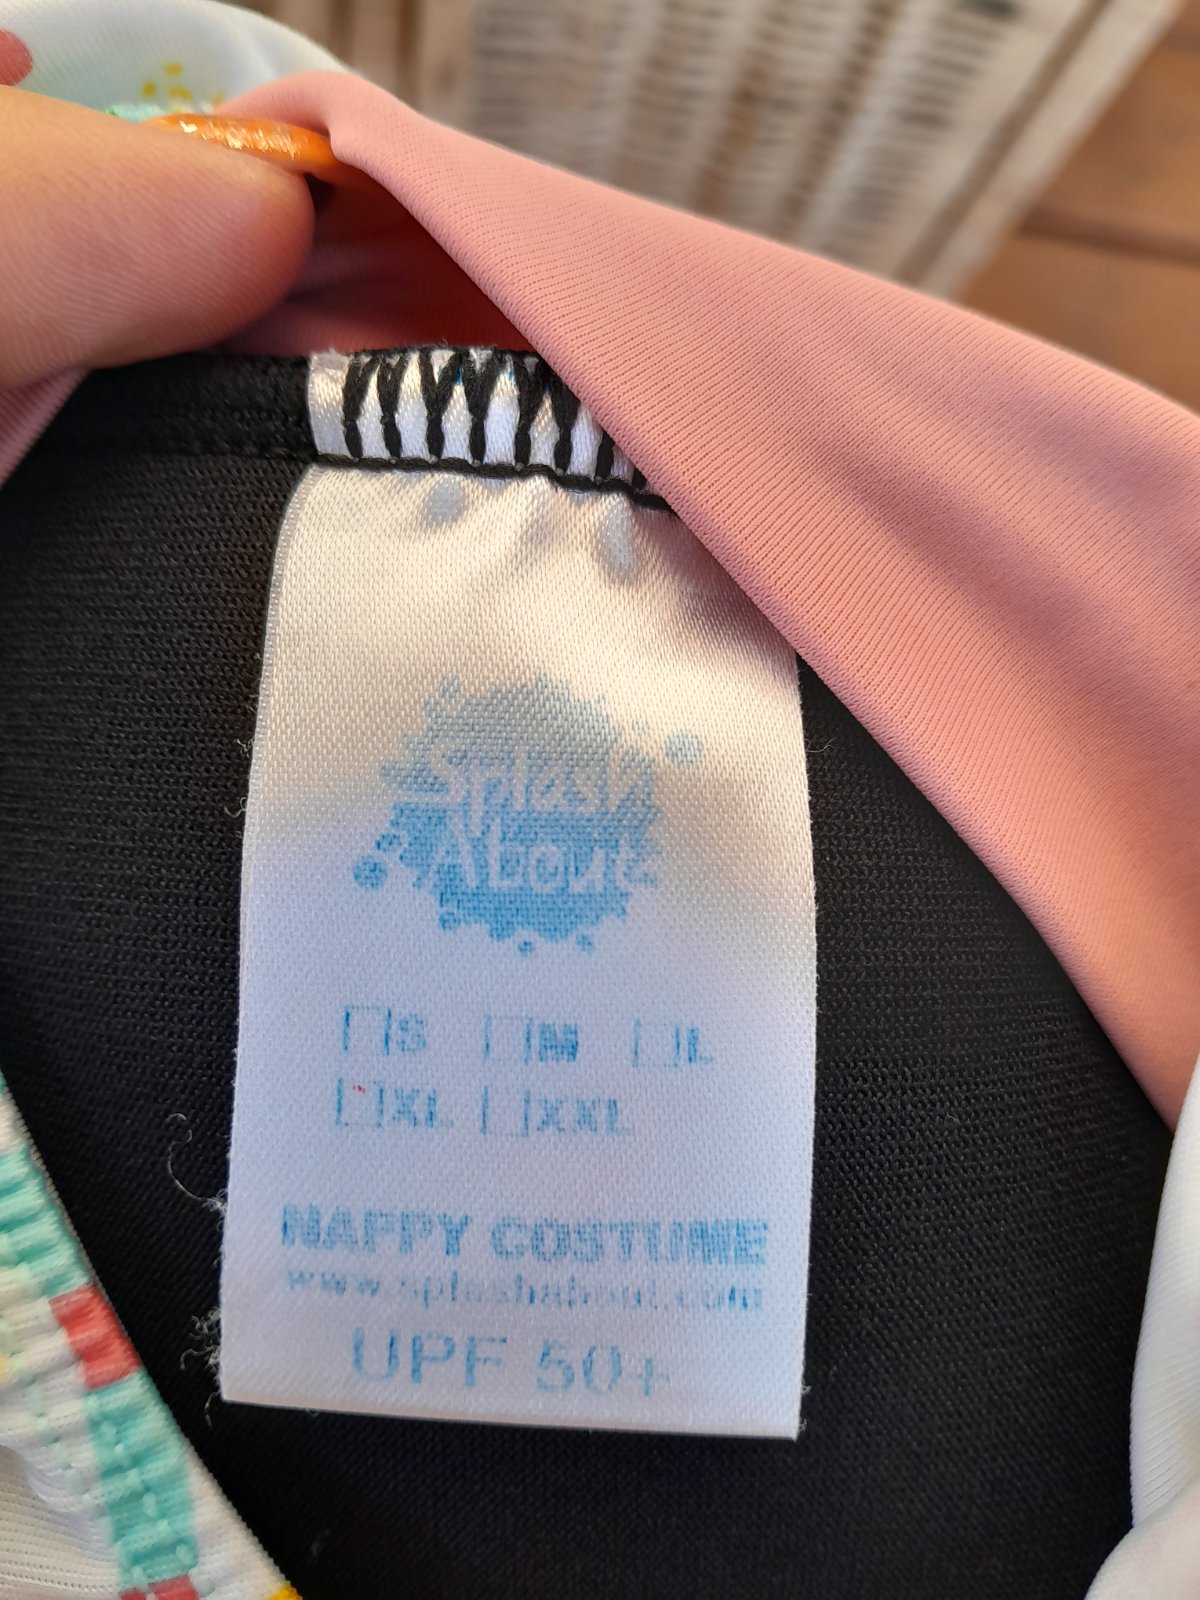 Splash
About
S M L
XL XXL
NAPPY COSTUME
www.splashabout.com
UPF 50+